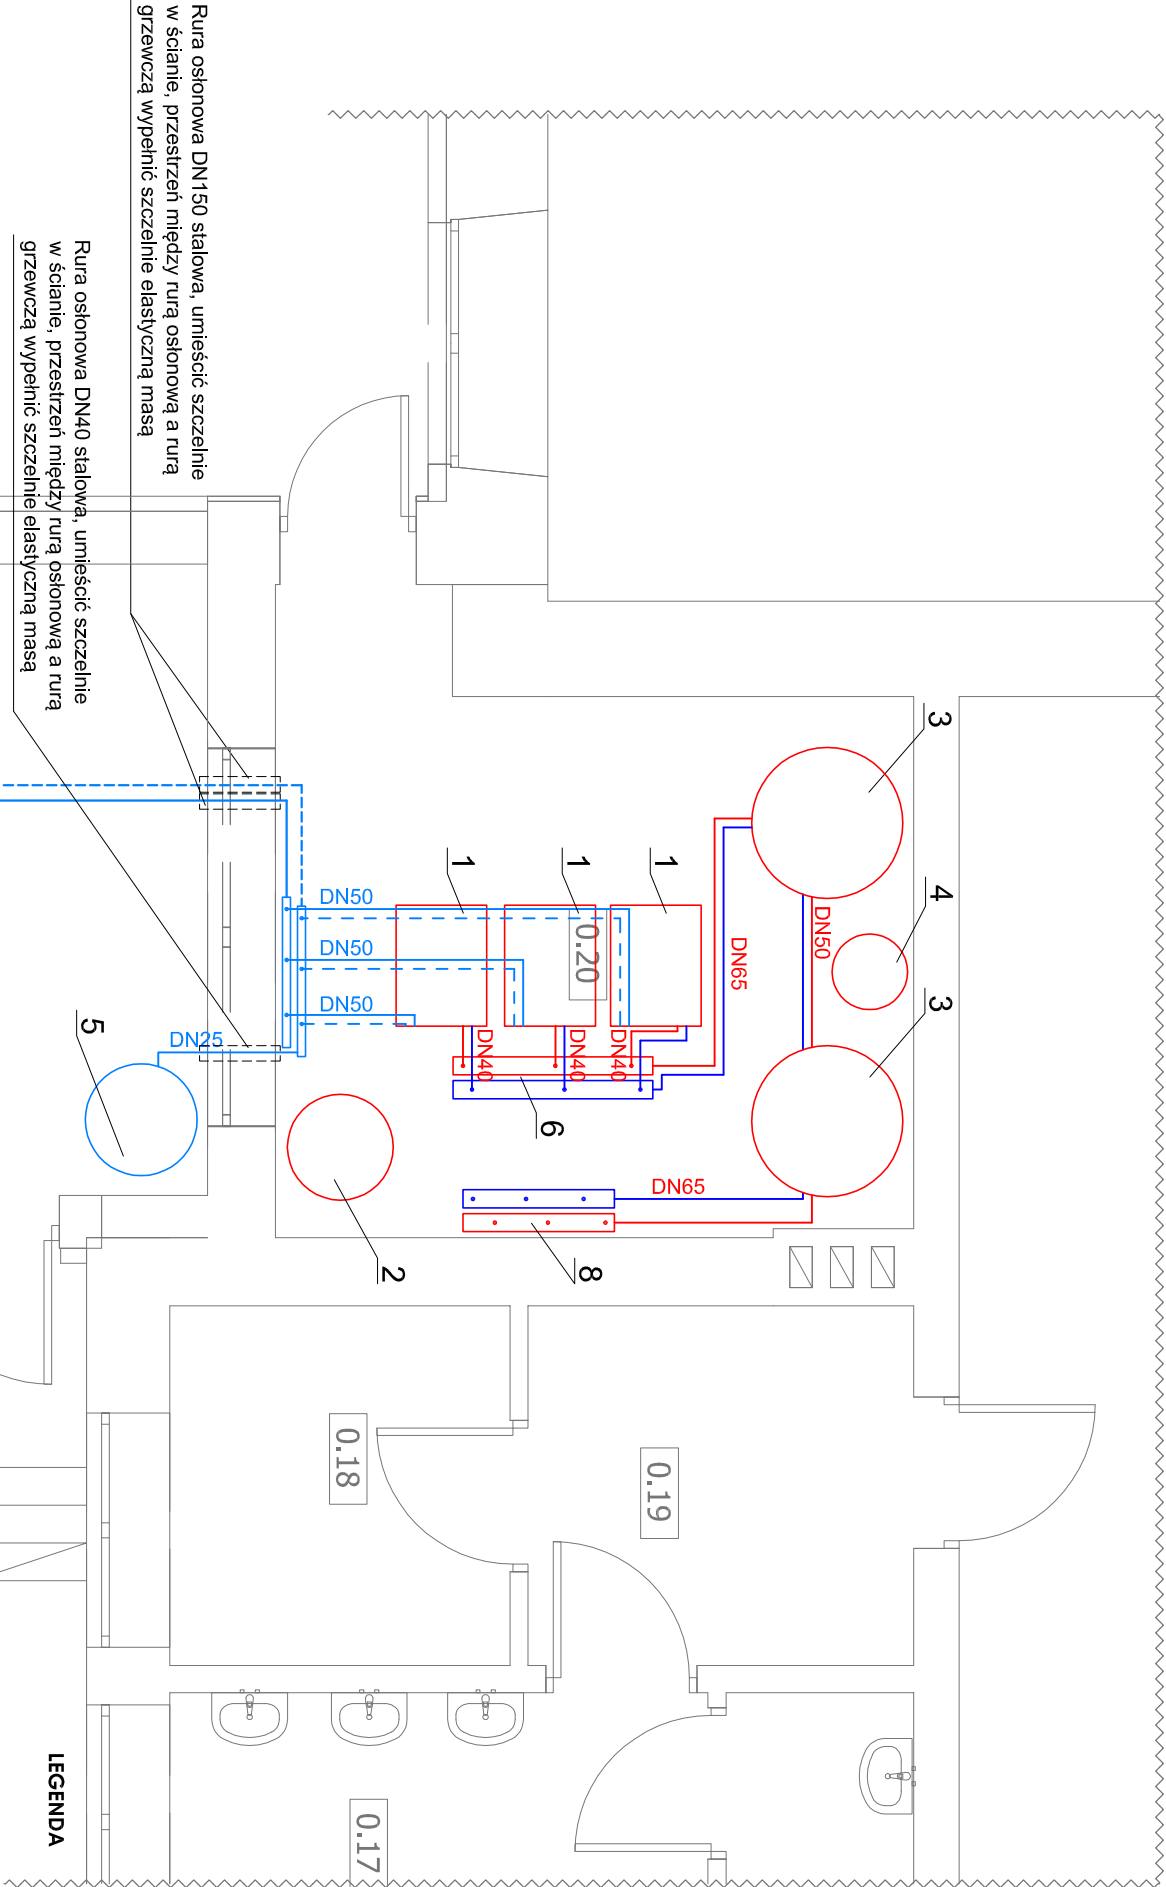 Rura osłonowa DN150 stalowa, umieścić szczelnie
w ścianie, przestrzeń między rurą osłonową a rurą
grzewczą wypełnić szczelnie elastyczną masą
Rura osłonowa DN40 stalowa, umieścić szczelnie
w ścianie, przestrzeń między rurą osłonową a rurą
grzewczą wypełnić szczelnie elastyczną masą
3
4
3
DN50
DN65
1
1
1
0.20
DN50
DN50
DN50
DN40
DN40
DN40
DN25
5
6
2
8
DN65
0.18
0.19
0.17
LEGENDA